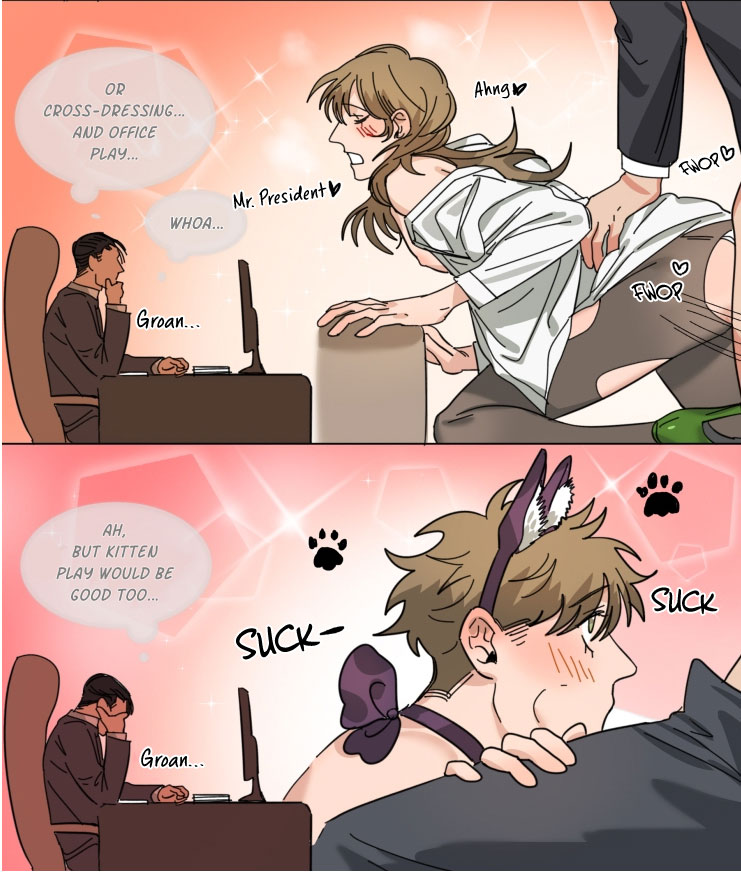 OR
CROSS-DRESSING...
AND OFFICE
PLAY...
Ahng♥
Mr. President♥
FWOP♡
WHOA...
FWOP♡
Groan...
AH,
BUT KITTEN
PLAY WOULD BE
GOOD TOO...
SUCK
SUCK–
Groan...